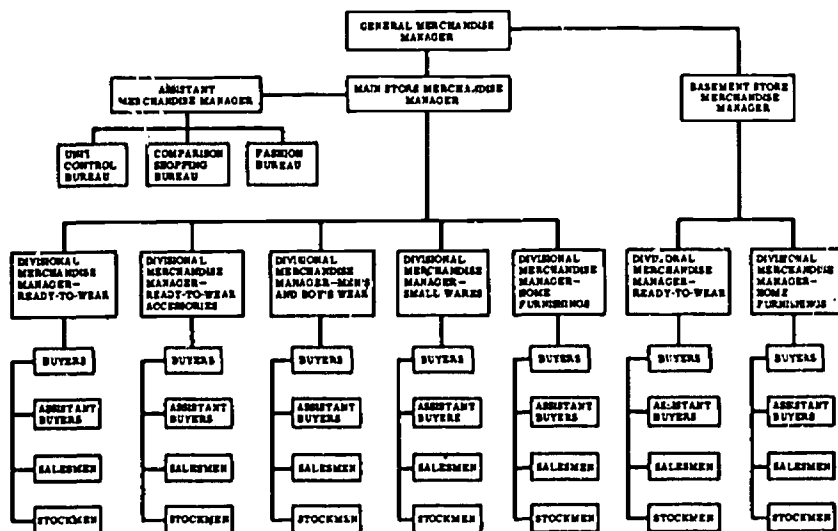 GENERAL MERCHANDISE
MANAGER
ASSISTANT
MERCHANDISE MANAGER
MAIN STORE MERCHANDISE
MANAGER
BASEMENT STORE
MERCHANDISE
MANAGER
UNIT
CONTROL
BUREAU
COMPARISON
SHOPPING
BUREAU
FASHION
BUREAU
DIVISIONAL
MERCHANDISE
MANAGER—
READY-TO-WEAR
DIVISIONAL
MERCHANDISE
MANAGER—
READY-TO-WEAR
ACCESSORIES
DIVISIONAL
MERCHANDISE
MANAGER—MEN'S
AND BOY'S WEAR
DIVISIONAL
MERCHANDISE
MANAGER—
SMALL WARES
DIVISIONAL
MERCHANDISE
MANAGER—
HOME
FURNISHINGS
DIVISIONAL
MERCHANDISE
MANAGER—
READY-TO-WEAR
DIVISIONAL
MERCHANDISE
MANAGER—
HOME
FURNISHINGS
BUYERS
BUYERS
BUYERS
BUYERS
BUYERS
BUYERS
BUYERS
ASSISTANT
BUYERS
ASSISTANT
BUYERS
ASSISTANT
BUYERS
ASSISTANT
BUYERS
ASSISTANT
BUYERS
ASSISTANT
BUYERS
ASSISTANT
BUYERS
SALESMEN
SALESMEN
SALESMEN
SALESMEN
SALESMEN
SALESMEN
SALESMEN
STOCKMEN
STOCKMEN
STOCKMEN
STOCKMEN
STOCKMEN
STOCKMEN
STOCKMEN